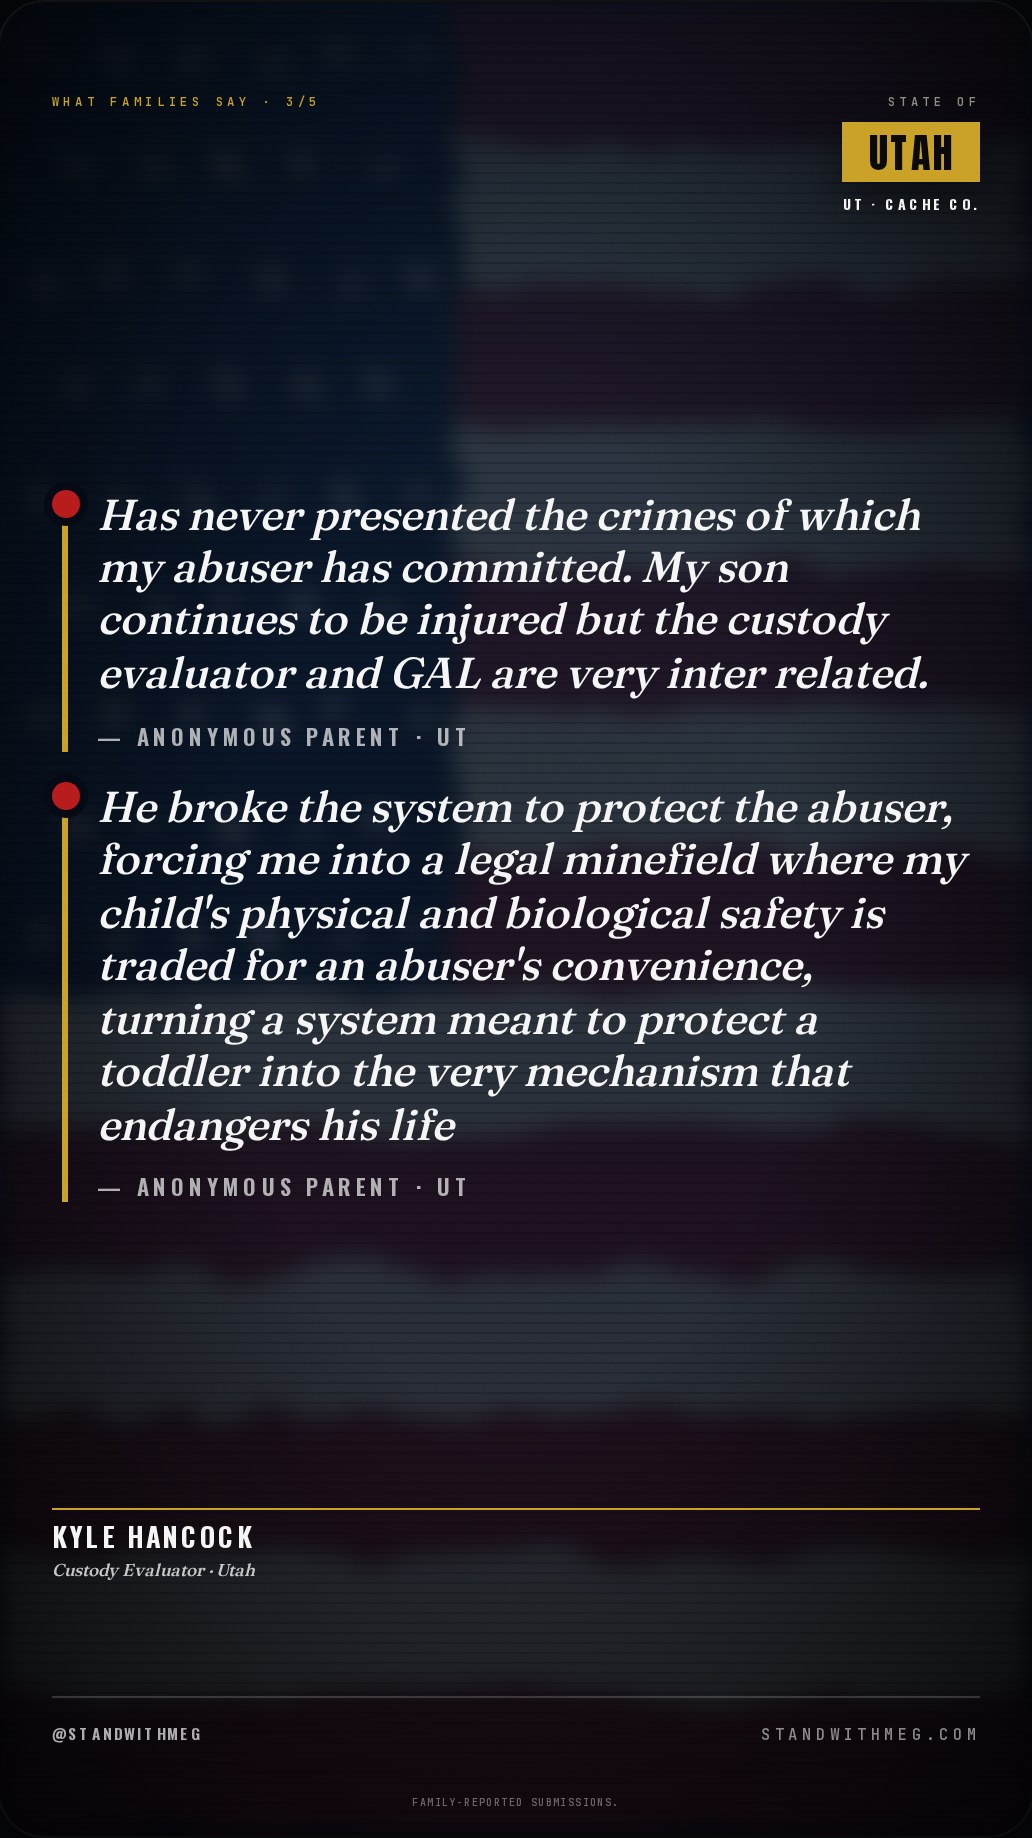 WHAT FAMILIES SAY · 3/5
STATE OF
UTAH
UT · CACHE CO.
Has never presented the crimes of which
my abuser has committed. My son
continues to be injured but the custody
evaluator and GAL are very inter related.
— ANONYMOUS PARENT · UT
He broke the system to protect the abuser,
forcing me into a legal minefield where my
child's physical and biological safety is
traded for an abuser's convenience,
turning a system meant to protect a
toddler into the very mechanism that
endangers his life
— ANONYMOUS PARENT · UT
KYLE HANCOCK
Custody Evaluator · Utah
@STANDWITHMEG
STANDWITHMEG.COM
FAMILY-REPORTED SUBMISSIONS.